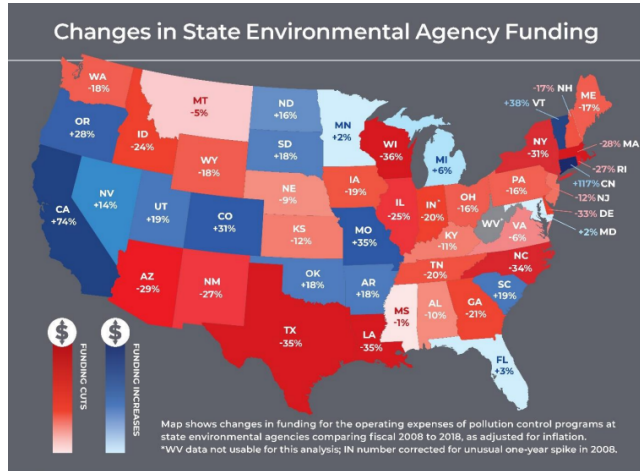 Changes in State Environmental Agency Funding
WA
-18%
MT
-5%
ND
+16%
MN
+2%
-17% NH
+38% VT
ME
-17%
OR
+28%
ID
-24%
WY
-18%
SD
+18%
WI
-36%
MI
+6%
NY
-31%
-28% MA
-27% RI
+117% CN
-12% NJ
-33% DE
+2% MD
CA
+74%
NV
+14%
UT
+19%
CO
+31%
NE
-9%
IA
-19%
IL
-25%
IN*
-20%
OH
-16%
PA
-16%
WV*
VA
-6%
KS
-12%
MO
+35%
KY
-11%
AZ
-29%
NM
-27%
OK
+18%
AR
+18%
TN
-20%
NC
-34%
SC
+19%
TX
-35%
LA
-35%
MS
-1%
AL
-10%
GA
-21%
FL
+3%
$
FUNDING CUTS
$
FUNDING INCREASES
Map shows changes in funding for the operating expenses of pollution control programs at
state environmental agencies comparing fiscal 2008 to 2018, as adjusted for inflation.
*WV data not usable for this analysis; IN number corrected for unusual one-year spike in 2008.